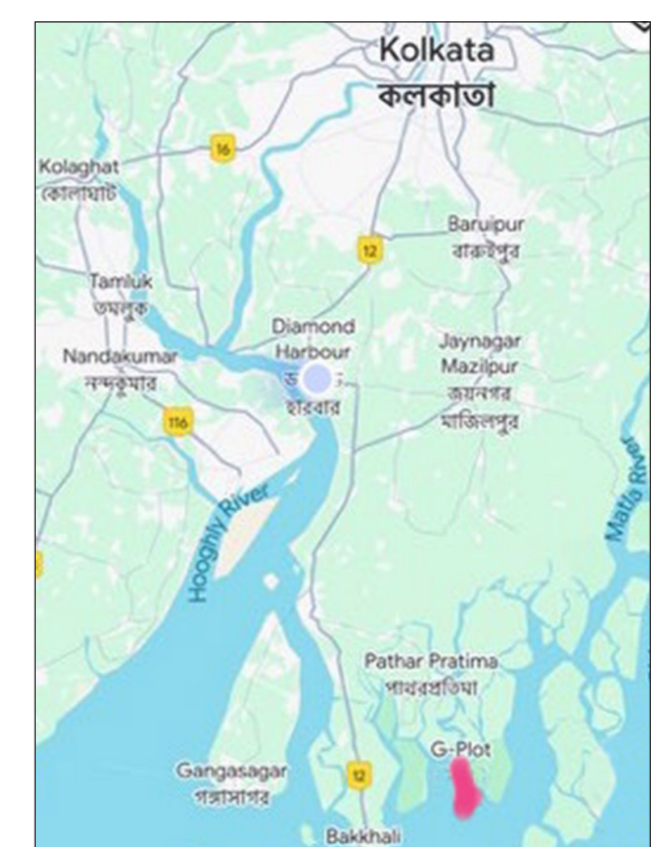 Kolkata
কলকাতা
16
Kolaghat
কোলাঘাট
Baruipur
বারুইপুর
12
Tamluk
তমলুক
Diamond
Harbour
হারবার
Jaynagar
Mazilpur
জয়নগর
মাজিলপুর
Nandakumar
নন্দকুমার
116
Hooghly River
Matla River
Pathar Pratima
পাথরপ্রতিমা
G-Plot
Gangasagar
গঙ্গাসাগর
12
Bakkhali